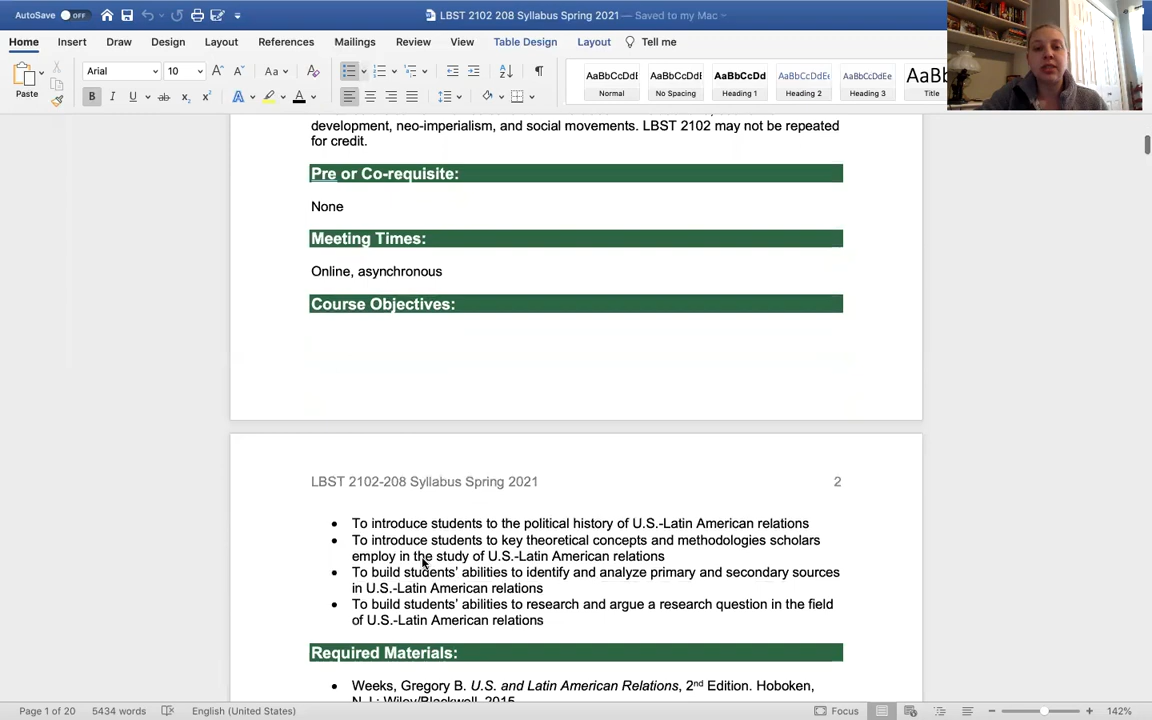 AutoSave OFF LBST 2102 208 Syllabus Spring 2021 — Saved to my Mac
Home Insert Draw Design Layout References Mailings Review View Table Design Layout Tell me
Paste Arial 10 Aa
B I U ab x₂ x² A A
AaBbCcDdE AaBbCcDdE AaBbCcDd AaBbCcDdE AaBbCcDdE AaBb
Normal No Spacing Heading 1 Heading 2 Heading 3 Title
development, neo-imperialism, and social movements. LBST 2102 may not be repeated
for credit.
Pre or Co-requisite:
None
Meeting Times:
Online, asynchronous
Course Objectives:
LBST 2102-208 Syllabus Spring 2021 2
• To introduce students to the political history of U.S.-Latin American relations
• To introduce students to key theoretical concepts and methodologies scholars
employ in the study of U.S.-Latin American relations
• To build students’ abilities to identify and analyze primary and secondary sources
in U.S.-Latin American relations
• To build students’ abilities to research and argue a research question in the field
of U.S.-Latin American relations
Required Materials:
• Weeks, Gregory B. U.S. and Latin American Relations, 2nd Edition. Hoboken,
N.J.: Wiley/Blackwell, 2015
Page 1 of 20 5434 words English (United States) Focus 142%